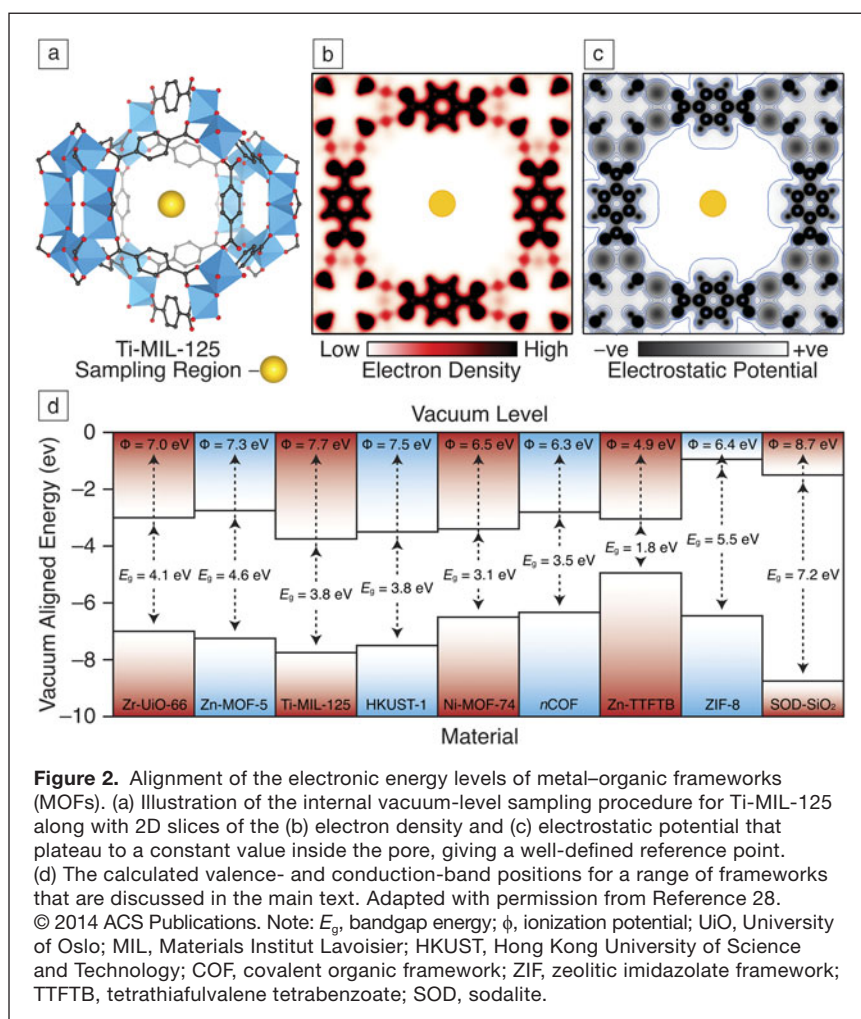 a
b
c
Ti-MIL-125
Sampling Region
Low High
Electron Density
–ve +ve
Electrostatic Potential
d
Vacuum Level
Vacuum Aligned Energy (ev)
0
–2
–4
–6
–8
–10
Φ = 7.0 eV Φ = 7.3 eV Φ = 7.7 eV Φ = 7.5 eV Φ = 6.5 eV Φ = 6.3 eV Φ = 4.9 eV Φ = 6.4 eV Φ = 8.7 eV
Eg = 4.1 eV Eg = 4.6 eV Eg = 3.8 eV Eg = 3.8 eV Eg = 3.1 eV Eg = 3.5 eV Eg = 1.8 eV Eg = 5.5 eV Eg = 7.2 eV
Zr-UiO-66 Zn-MOF-5 Ti-MIL-125 HKUST-1 Ni-MOF-74 nCOF Zn-TTFTB ZIF-8 SOD-SiO₂
Material
Figure 2. Alignment of the electronic energy levels of metal–organic frameworks
(MOFs). (a) Illustration of the internal vacuum-level sampling procedure for Ti-MIL-125
along with 2D slices of the (b) electron density and (c) electrostatic potential that
plateau to a constant value inside the pore, giving a well-defined reference point.
(d) The calculated valence- and conduction-band positions for a range of frameworks
that are discussed in the main text. Adapted with permission from Reference 28.
© 2014 ACS Publications. Note: Eg, bandgap energy; ϕ, ionization potential; UiO, University
of Oslo; MIL, Materials Institut Lavoisier; HKUST, Hong Kong University of Science
and Technology; COF, covalent organic framework; ZIF, zeolitic imidazolate framework;
TTFTB, tetrathiafulvalene tetrabenzoate; SOD, sodalite.